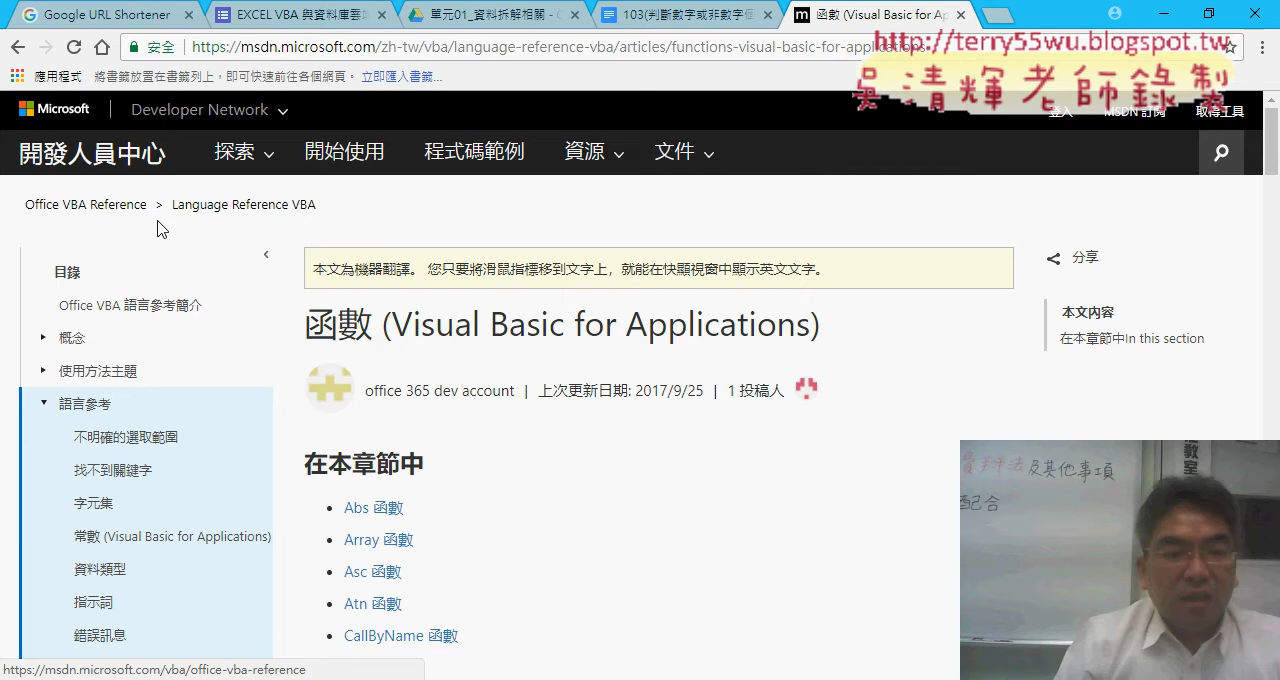 Google URL Shortener
EXCEL VBA 與資料庫雲
單元01_資料拆解相關 - G
103(判斷數字或非數字個
函數 (Visual Basic for Ap
安全
https://msdn.microsoft.com/zh-tw/vba/language-reference-vba/articles/functions-visual-basic-for-applications
http://terry55wu.blogspot.tw
應用程式
將書籤放置在書籤列上，即可快速前往各個網頁。
立即匯入書籤...
吳清輝老師錄製
Microsoft
Developer Network
登入
MSDN 訂閱
取得工具
開發人員中心
探索
開始使用
程式碼範例
資源
文件
Office VBA Reference > Language Reference VBA
目錄
Office VBA 語言參考簡介
概念
使用方法主題
語言參考
不明確的選取範圍
找不到關鍵字
字元集
常數 (Visual Basic for Applications)
資料類型
指示詞
錯誤訊息
本文為機器翻譯。 您只要將滑鼠指標移到文字上，就能在快顯視窗中顯示英文文字。
函數 (Visual Basic for Applications)
office 365 dev account | 上次更新日期: 2017/9/25 | 1 投稿人
在本章節中
• Abs 函數
• Array 函數
• Asc 函數
• Atn 函數
• CallByName 函數
分享
本文內容
在本章節中In this section
辦法及其他事項
配合
教室
https://msdn.microsoft.com/vba/office-vba-reference